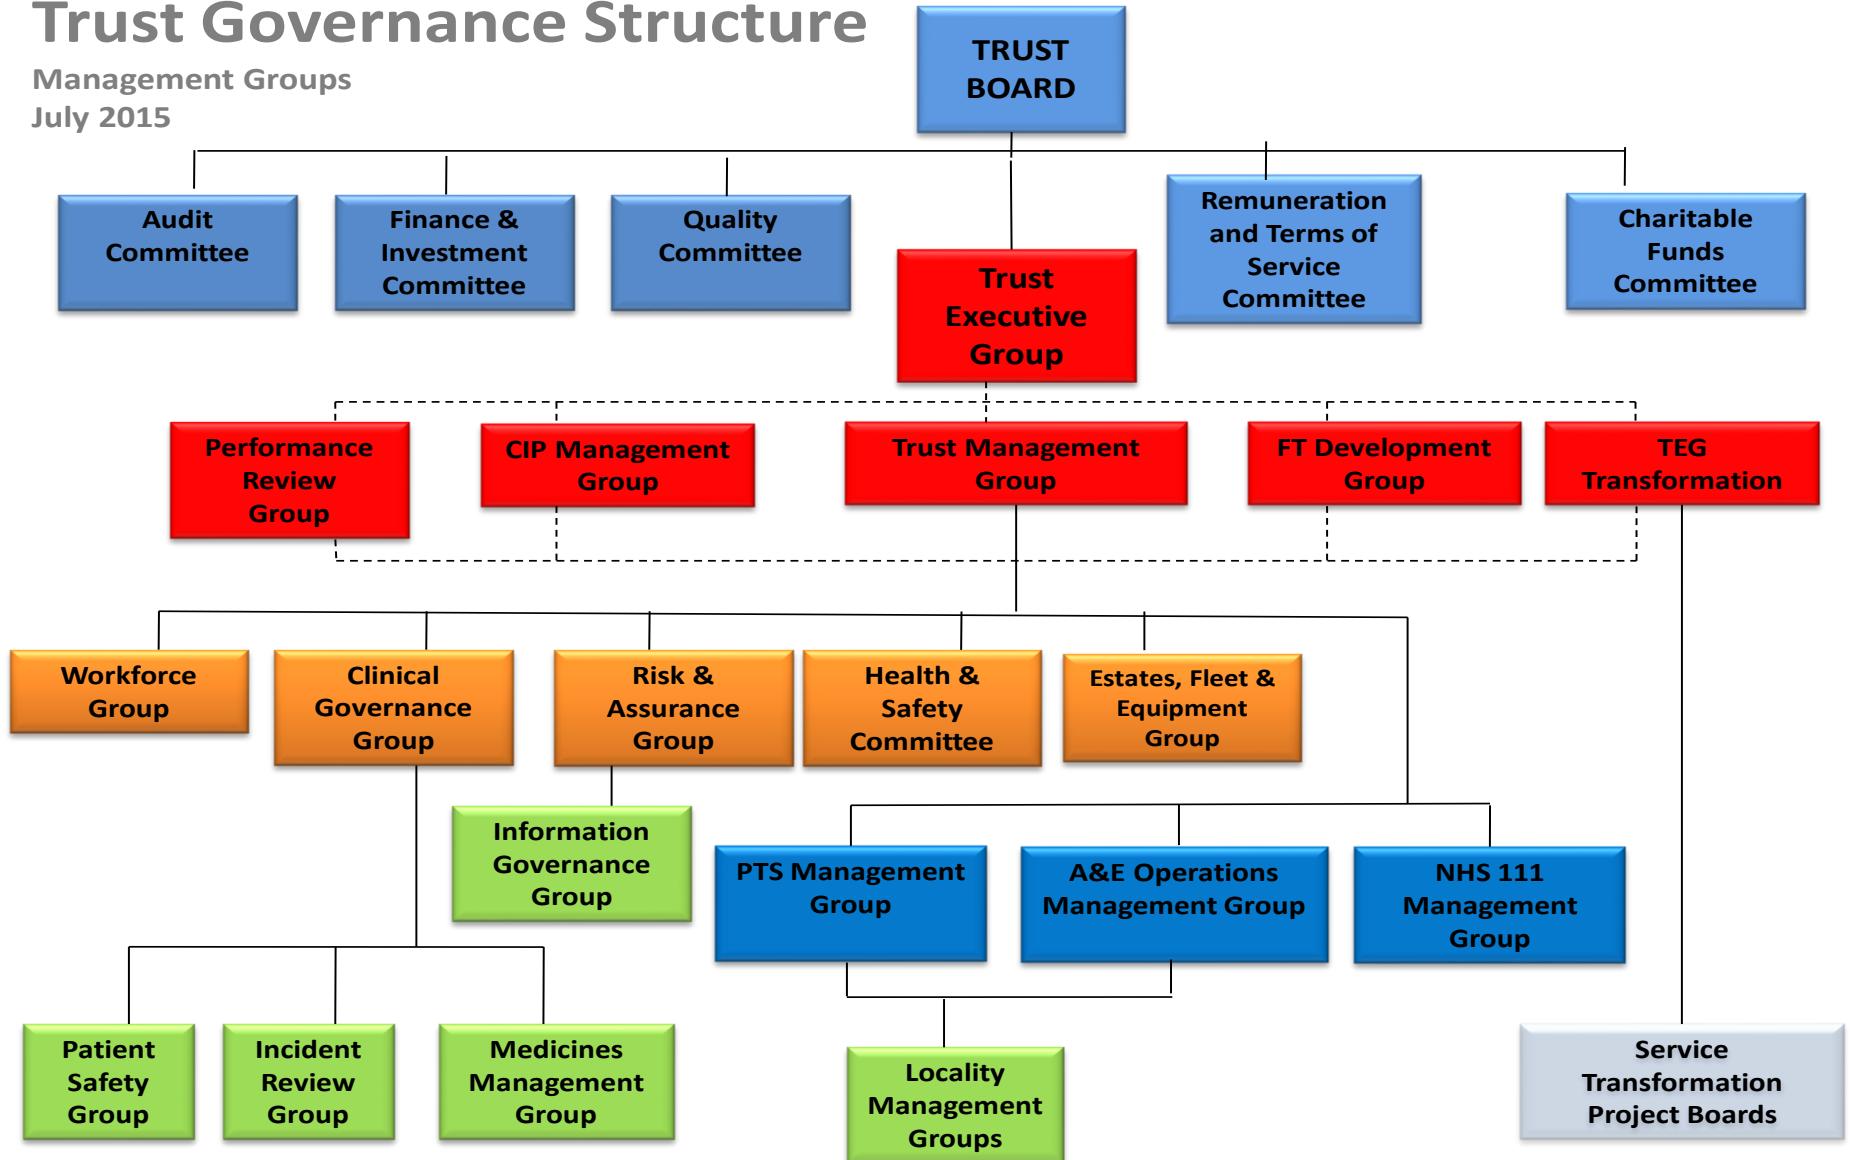 Trust Governance Structure
Management Groups
July 2015
TRUST
BOARD
Audit
Committee
Finance &
Investment
Committee
Quality
Committee
Trust
Executive
Group
Remuneration
and Terms of
Service
Committee
Charitable
Funds
Committee
Performance
Review
Group
CIP Management
Group
Trust Management
Group
FT Development
Group
TEG
Transformation
Workforce
Group
Clinical
Governance
Group
Risk &
Assurance
Group
Health &
Safety
Committee
Estates, Fleet &
Equipment
Group
Information
Governance
Group
PTS Management
Group
A&E Operations
Management Group
NHS 111
Management
Group
Patient
Safety
Group
Incident
Review
Group
Medicines
Management
Group
Locality
Management
Groups
Service
Transformation
Project Boards